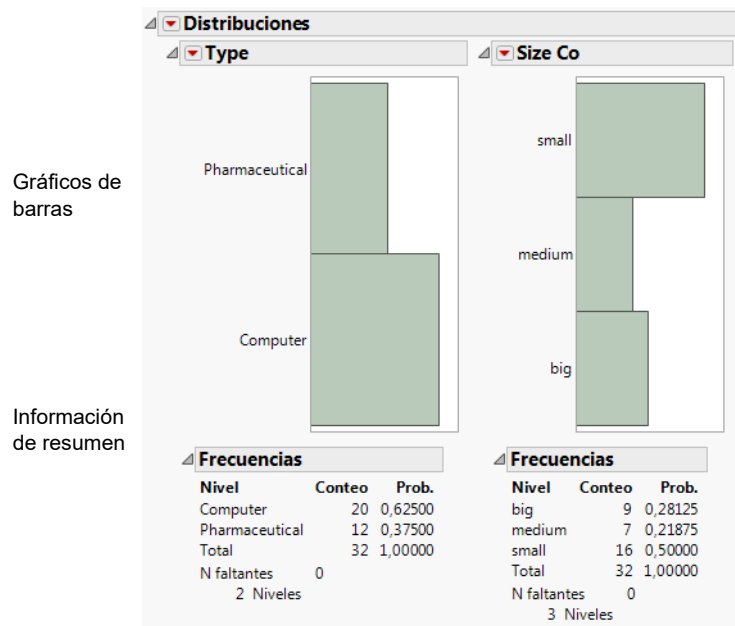 Distribuciones
Type
Size Co
Gráficos de
barras
Pharmaceutical
Computer
small
medium
big
Información
de resumen
Frecuencias
Nivel Conteo Prob.
Computer 20 0,62500
Pharmaceutical 12 0,37500
Total 32 1,00000
N faltantes 0
2 Niveles
Frecuencias
Nivel Conteo Prob.
big 9 0,28125
medium 7 0,21875
small 16 0,50000
Total 32 1,00000
N faltantes 0
3 Niveles